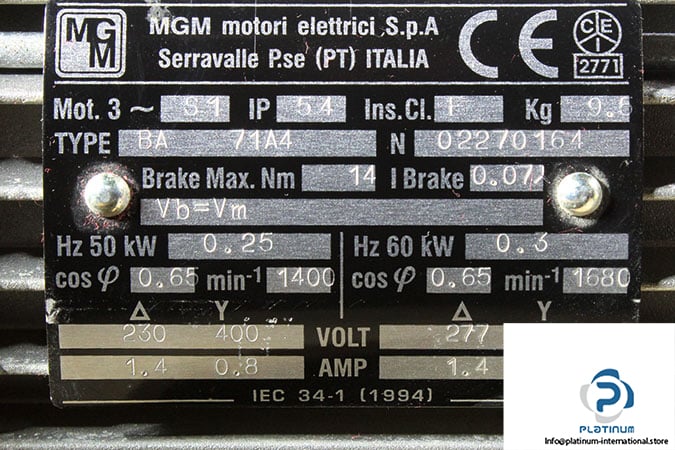 MGM
MGM motori elettrici S.p.A
Serravalle P.se (PT) ITALIA
CE
CEI
2771
Mot. 3 ~ S1 IP 54 Ins.Cl. F Kg 9.5
TYPE BA 71A4 N 02270164
Brake Max. Nm 14 I Brake 0.07
Vb=Vm
Hz 50 kW 0.25 Hz 60 kW 0.3
cos φ 0.65 min-1 1400 cos φ 0.65 min-1 1680
Δ Y Δ Y
230 400 VOLT 277
1.4 0.8 AMP 1.4
IEC 34-1 (1994)
PLATINUM
info@platinum-international.store